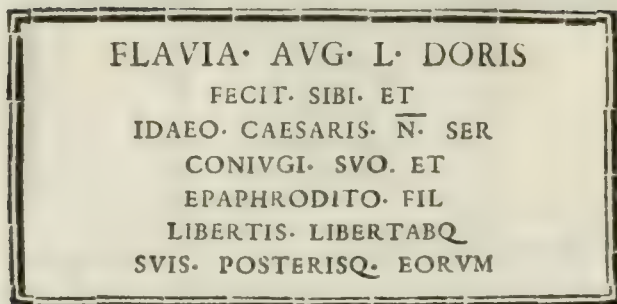 FLAVIA· AVG· L· DORIS
FECIT· SIBI· ET
IDAEO· CAESARIS· N̅· SER
CONIVGI· SVO. ET
EPAPHRODITO· FIL
LIBERTIS· LIBERTABQ
SVIS· POSTERISQ· EORVM